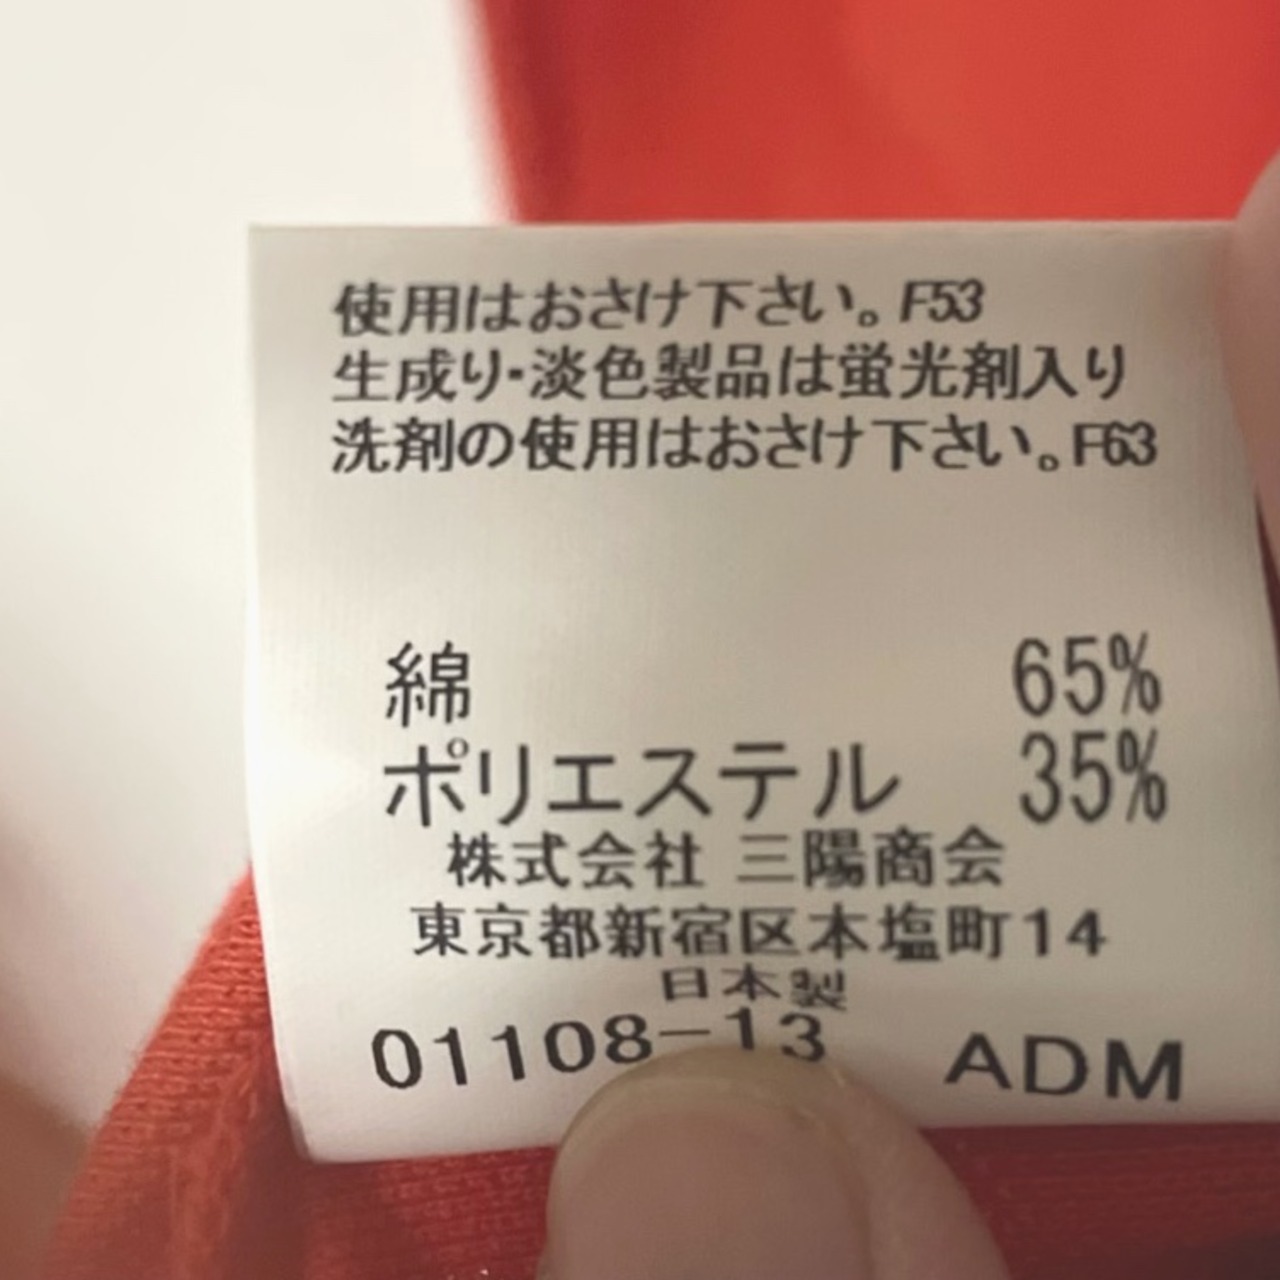 使用はおさけ下さい。F53
生成り・淡色製品は蛍光剤入り
洗剤の使用はおさけ下さい。F63
綿 65%
ポリエステル 35%
株式会社 三陽商会
東京都新宿区本塩町14
日本製
01108-13 ADM